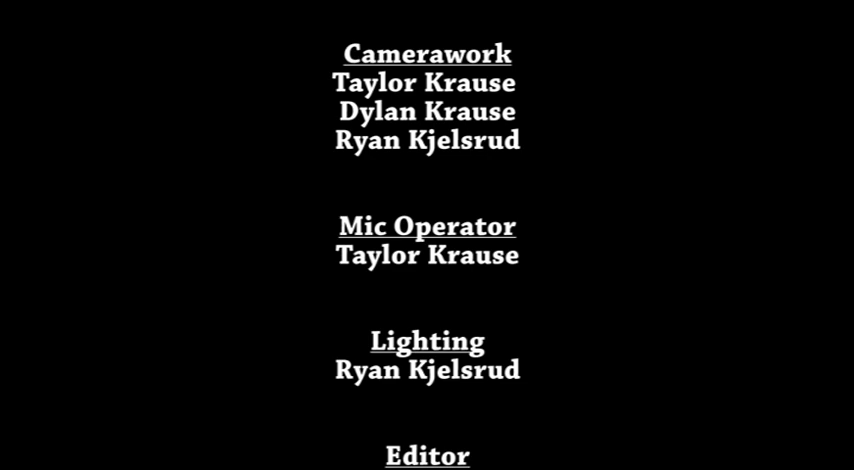 Camerawork
Taylor Krause
Dylan Krause
Ryan Kjelsrud
Mic Operator
Taylor Krause
Lighting
Ryan Kjelsrud
Editor